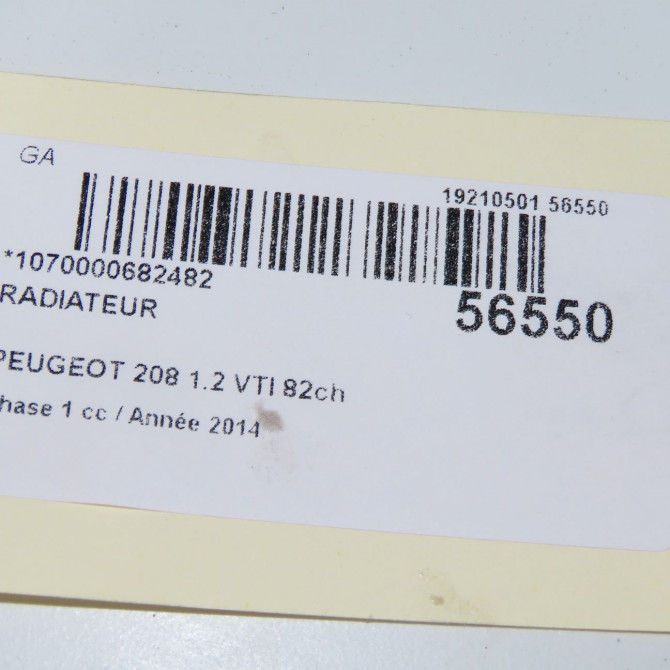 GA
19210501 56550
*1070000682482
56550
RADIATEUR
PEUGEOT 208 1.2 VTI 82ch
hase 1 cc / Année 2014